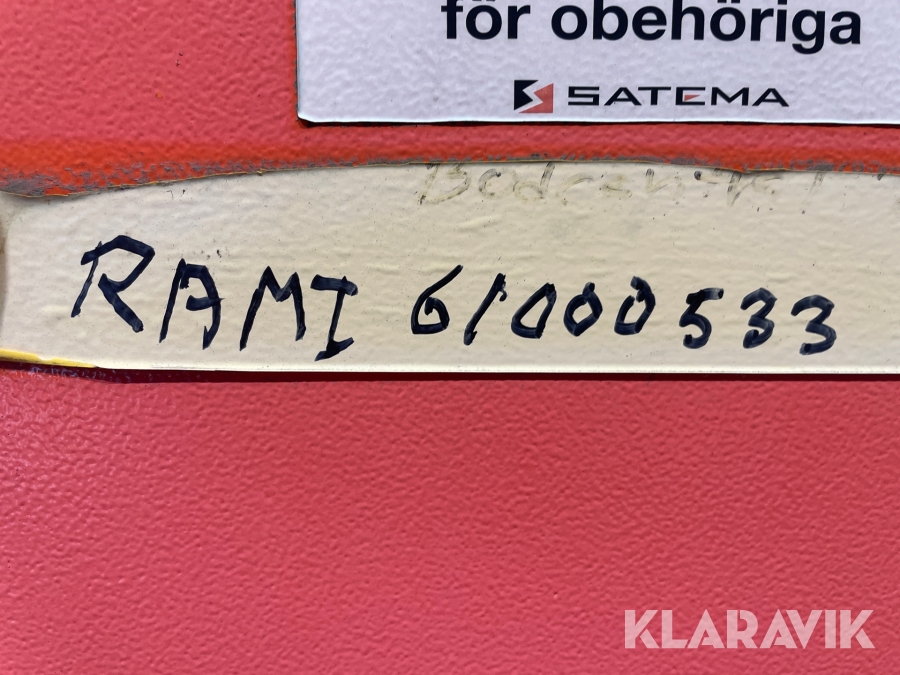 för obehöriga
SATEMA
RAMI 61000533
KLARAVIK